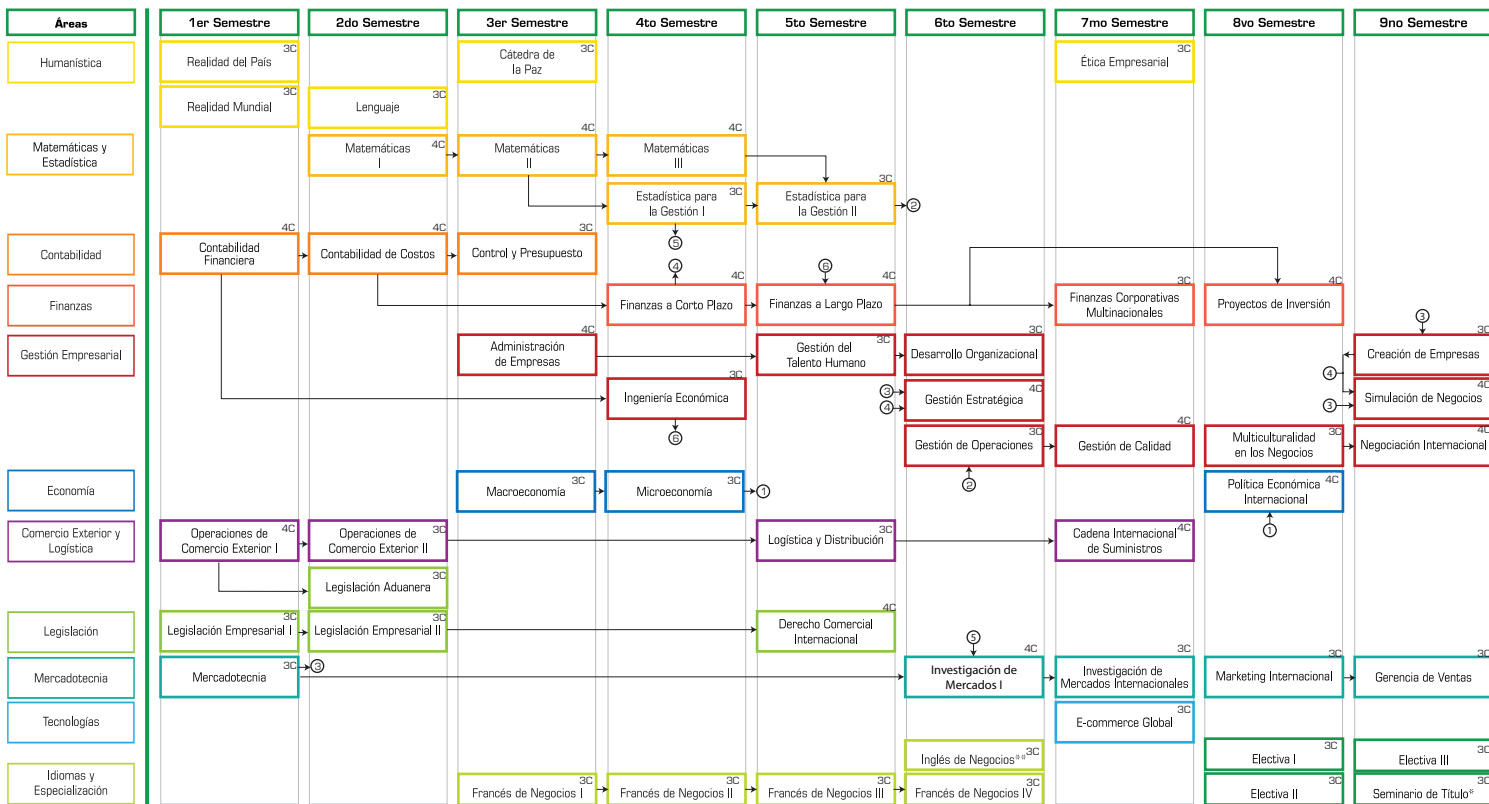 Áreas
1er Semestre
2do Semestre
3er Semestre
4to Semestre
5to Semestre
6to Semestre
7mo Semestre
8vo Semestre
9no Semestre
Humanística
3C
Realidad del País
3C
Cátedra de
la Paz
3C
Ética Empresarial
3C
Realidad Mundial
3C
Lenguaje
Matemáticas y
Estadística
4C
Matemáticas
I
4C
Matemáticas
II
4C
Matemáticas
III
3C
Estadística para
la Gestión I
3C
Estadística para
la Gestión II
2
5
Contabilidad
4C
Contabilidad
Financiera
4C
Contabilidad de Costos
3C
Control y Presupuesto
4
6
Finanzas
4C
Finanzas a Corto Plazo
4C
Finanzas a Largo Plazo
3C
Finanzas Corporativas
Multinacionales
4C
Proyectos de Inversión
3
Gestión Empresarial
4C
Administración
de Empresas
3C
Gestión del
Talento Humano
3C
Desarrollo Organizacional
3C
Creación de Empresas
4
3C
Ingeniería Económica
6
3
4
4C
Gestión Estratégica
3
4C
Simulación de Negocios
3C
Gestión de Operaciones
2
4C
Gestión de Calidad
3C
Multiculturalidad
en los Negocios
4C
Negociación Internacional
Economía
3C
Macroeconomía
3C
Microeconomía
1
4C
Política Económica
Internacional
1
Comercio Exterior y
Logística
4C
Operaciones de
Comercio Exterior I
3C
Operaciones de
Comercio Exterior II
3C
Logística y Distribución
4C
Cadena Internacional
de Suministros
3C
Legislación Aduanera
Legislación
3C
Legislación Empresarial I
3C
Legislación Empresarial II
4C
Derecho Comercial
Internacional
5
Mercadotecnia
3C
Mercadotecnia
3
4C
Investigación de
Mercados I
3C
Investigación de
Mercados Internacionales
3C
Marketing Internacional
3C
Gerencia de Ventas
Tecnologías
3C
E-commerce Global
Idiomas y
Especialización
3C
Inglés de Negocios**
3C
Electiva I
3C
Electiva III
3C
Francés de Negocios I
3C
Francés de Negocios II
3C
Francés de Negocios III
3C
Francés de Negocios IV
3C
Electiva II
3C
Seminario de Título*